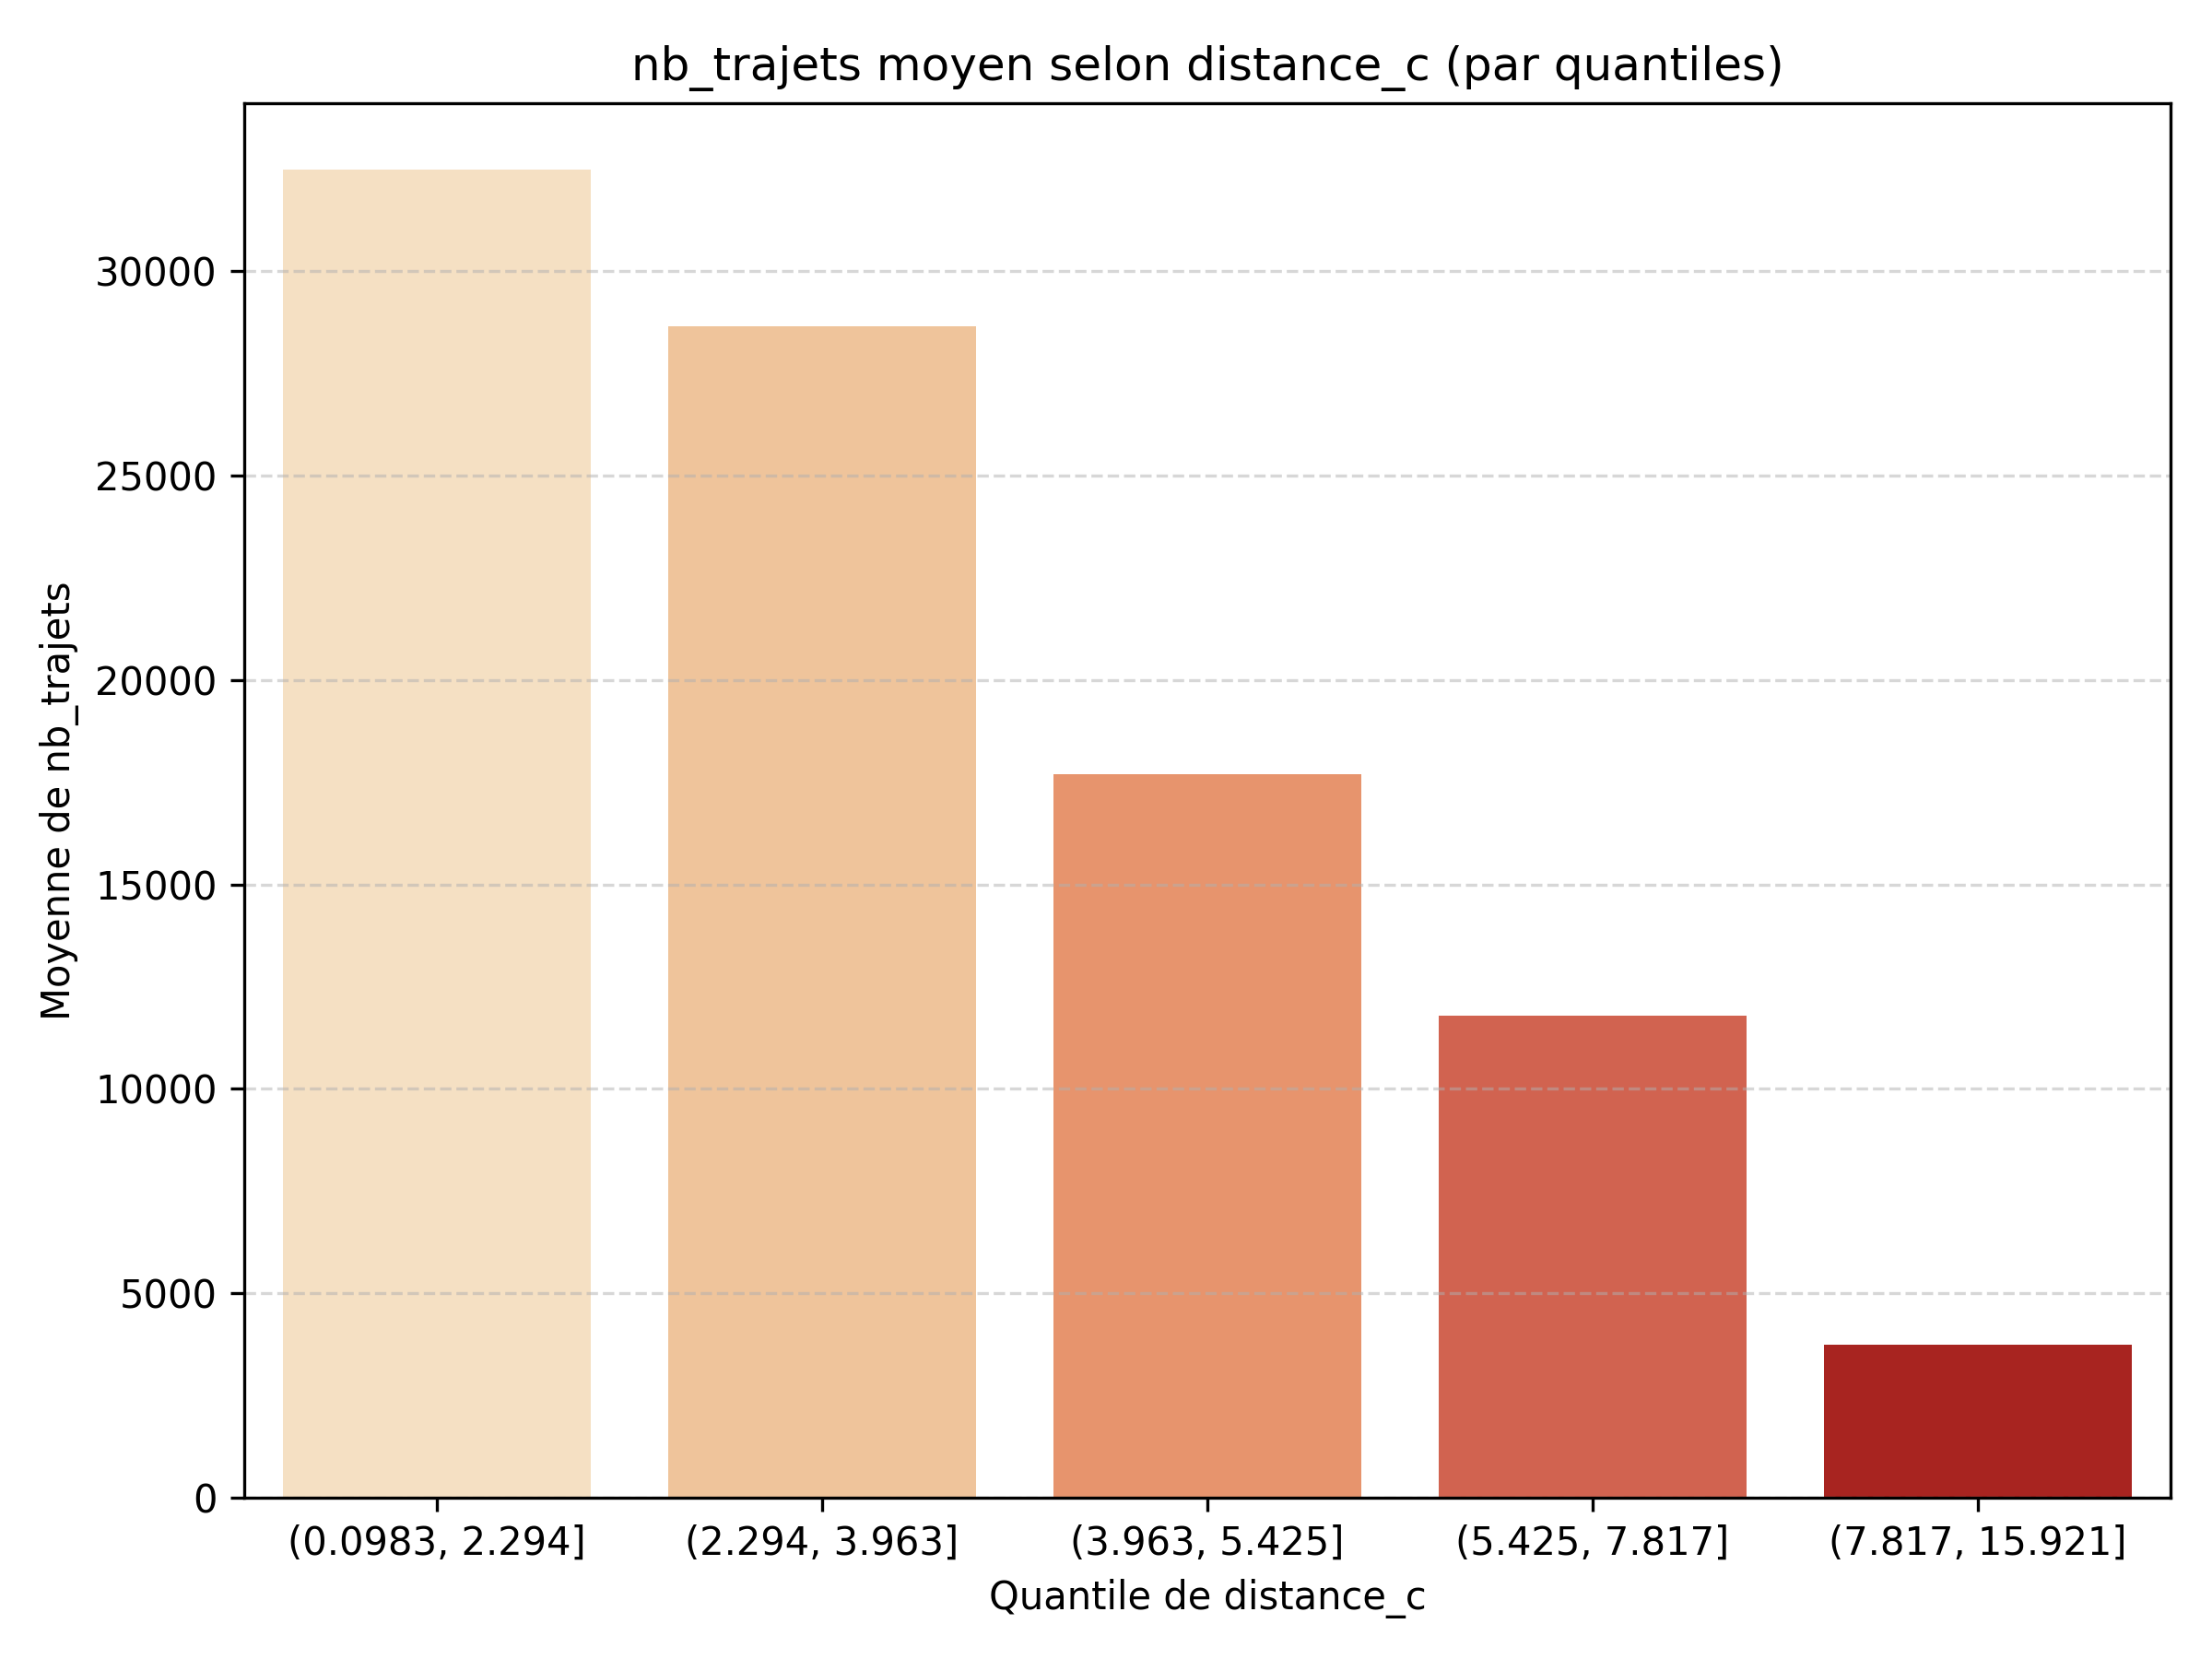 nb_trajets moyen selon distance_c (par quantiles)
Moyenne de nb_trajets
30000
25000
20000
15000
10000
5000
0
(0.0983, 2.294] (2.294, 3.963] (3.963, 5.425] (5.425, 7.817] (7.817, 15.921]
Quantile de distance_c